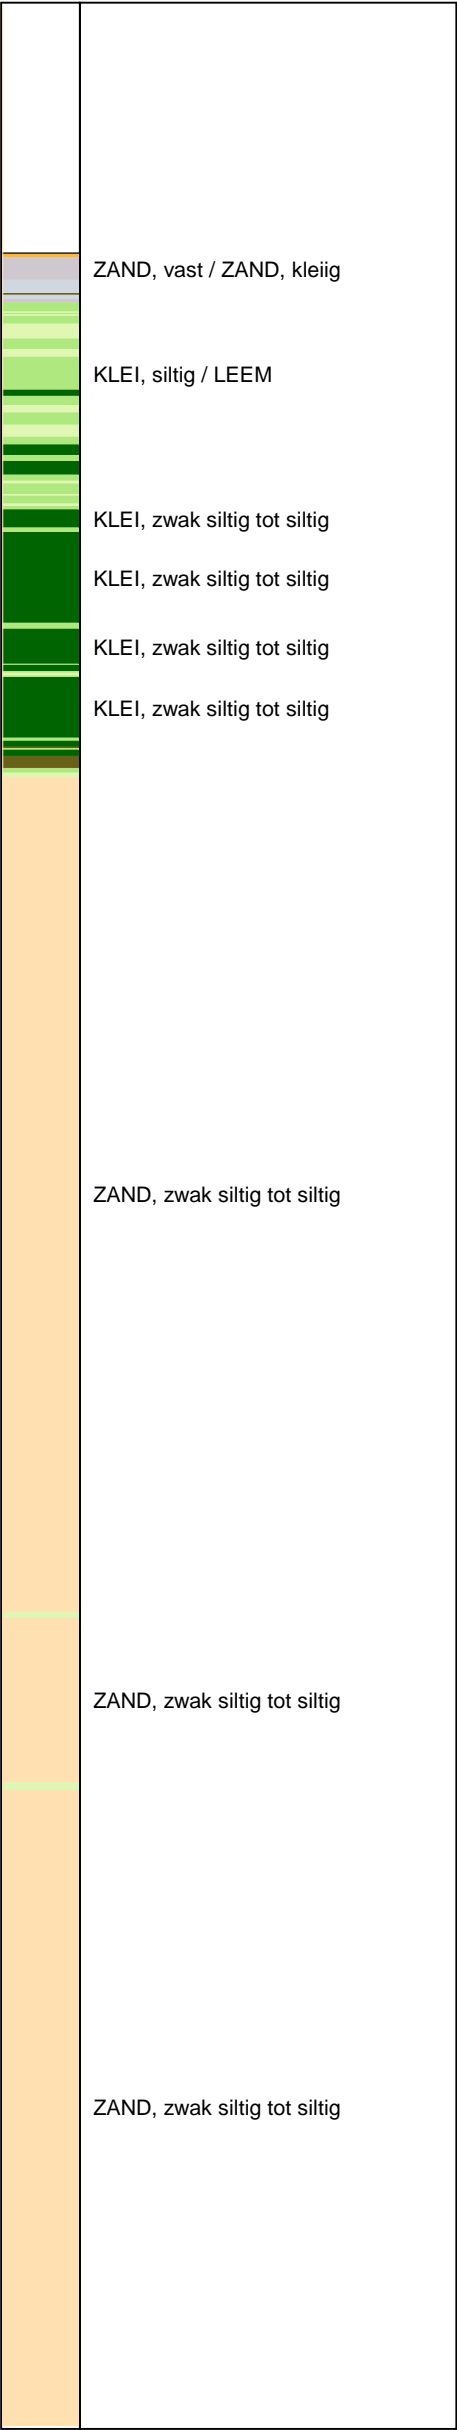 ZAND, vast / ZAND, kleiig
KLEI, siltig / LEEM
KLEI, zwak siltig tot siltig
KLEI, zwak siltig tot siltig
KLEI, zwak siltig tot siltig
KLEI, zwak siltig tot siltig
ZAND, zwak siltig tot siltig
ZAND, zwak siltig tot siltig
ZAND, zwak siltig tot siltig